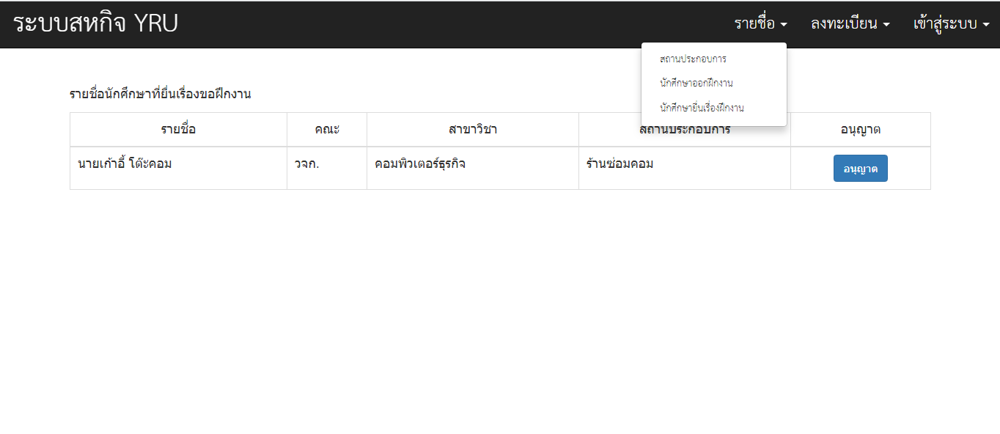 ระบบสหกิจ YRU
รายชื่อ ลงทะเบียน เข้าสู่ระบบ
สถานประกอบการ
นักศึกษาออกฝึกงาน
นักศึกษายื่นเรื่องฝึกงาน
รายชื่อนักศึกษาที่ยื่นเรื่องขอฝึกงาน
รายชื่อ คณะ สาขาวิชา สถานประกอบการ อนุญาต
นายเก้าอี้ โต๊ะคอม วจก. คอมพิวเตอร์ธุรกิจ ร้านซ่อมคอม อนุญาต